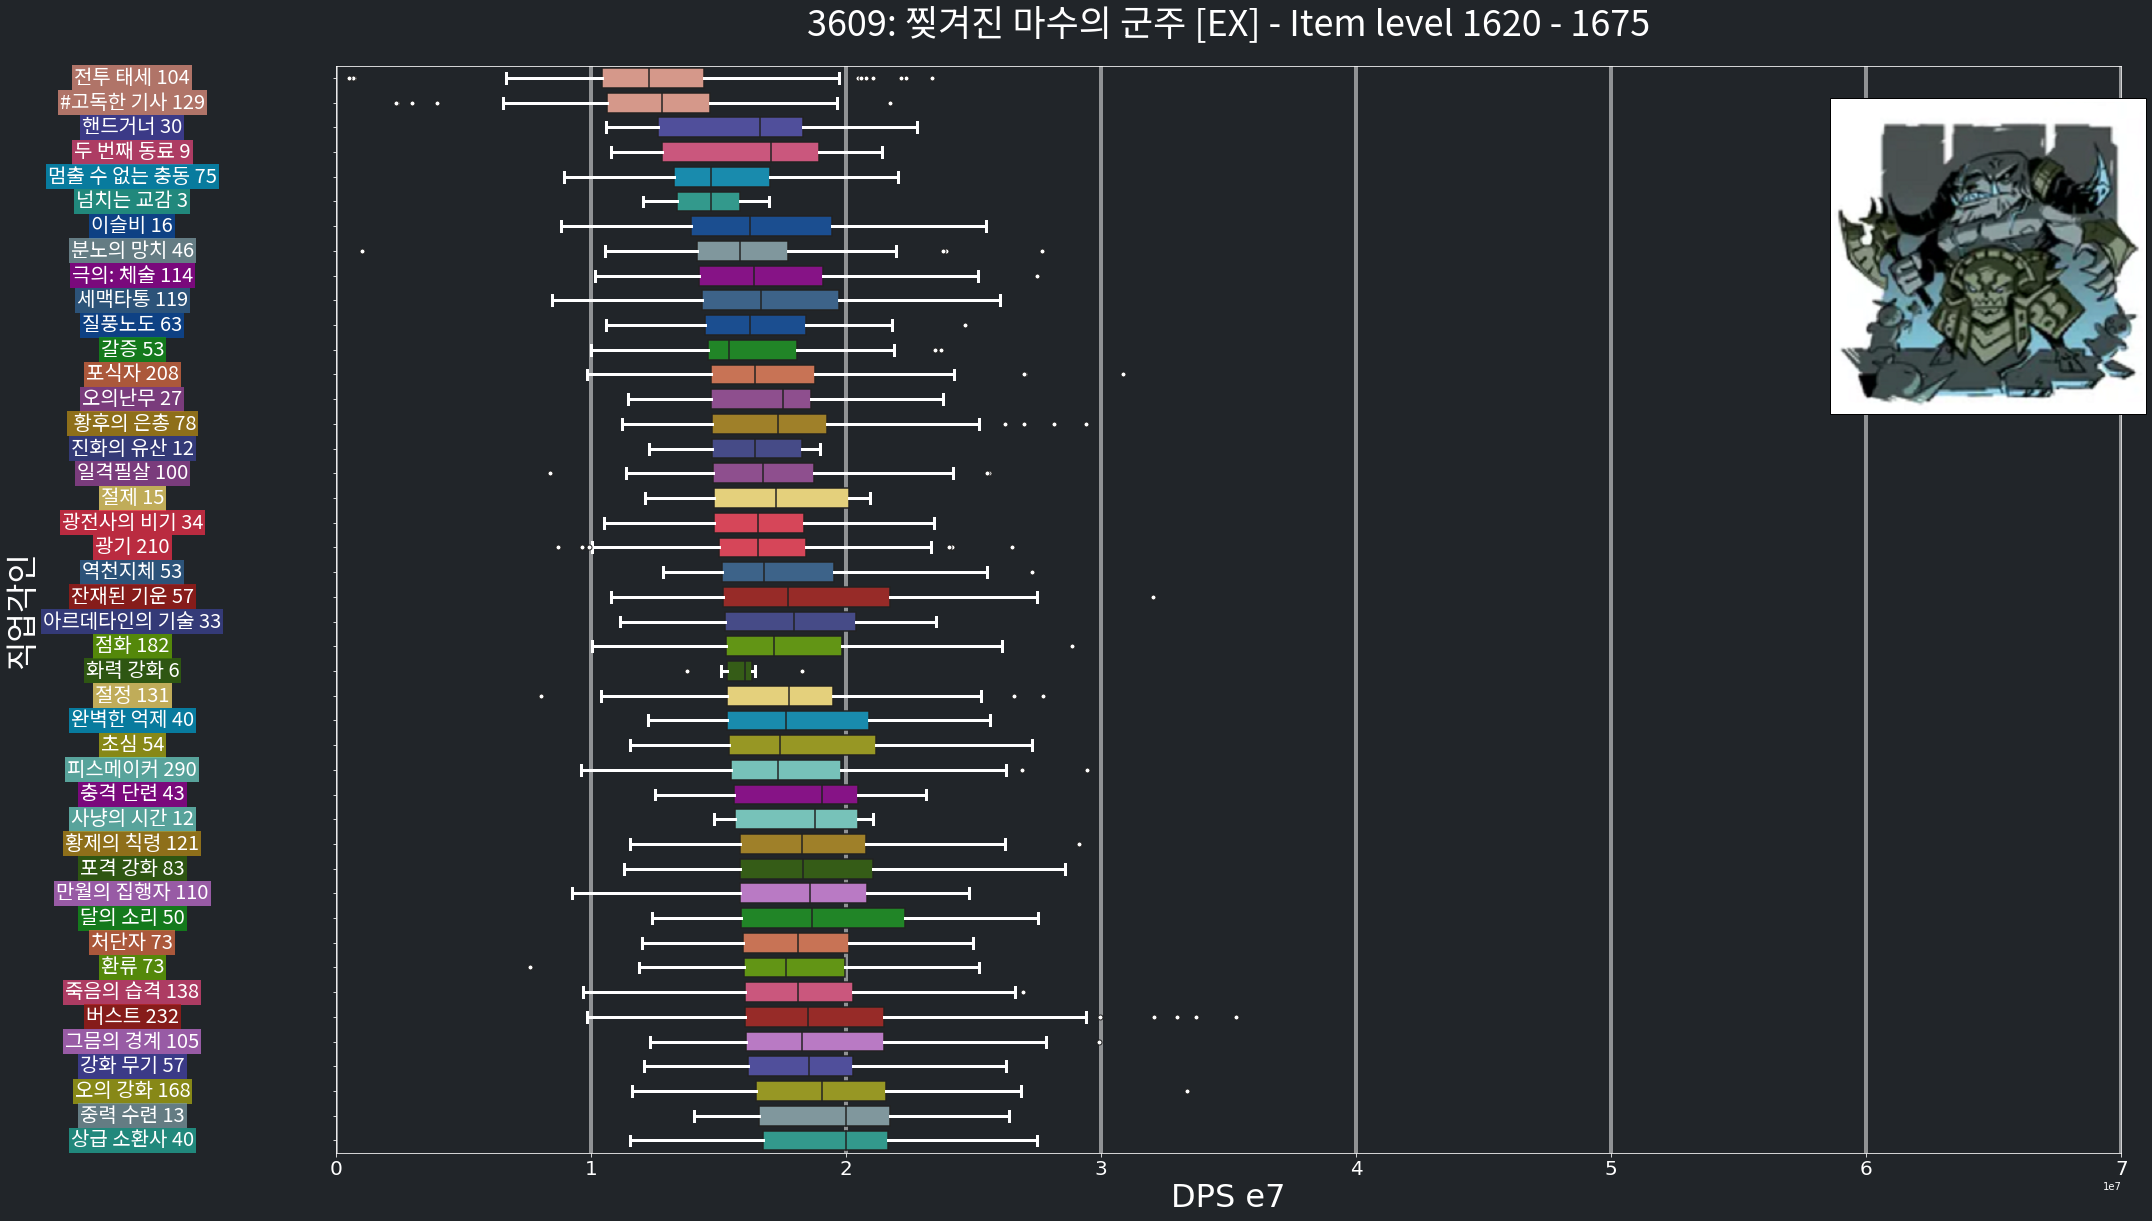 3609: 찢겨진 마수의 군주 [EX] - Item level 1620 - 1675
전투 태세 104
#고독한 기사 129
핸드거너 30
두 번째 동료 9
멈출 수 없는 충동 75
넘치는 교감 3
이슬비 16
분노의 망치 46
극의: 체술 114
세맥타통 119
질풍노도 63
갈증 53
포식자 208
오의난무 27
황후의 은총 78
진화의 유산 12
일격필살 100
절제 15
광전사의 비기 34
광기 210
역천지체 53
잔재된 기운 57
아르데타인의 기술 33
점화 182
화력 강화 6
절정 131
완벽한 억제 40
초심 54
피스메이커 290
충격 단련 43
사냥의 시간 12
황제의 칙령 121
포격 강화 83
만월의 집행자 110
달의 소리 50
처단자 73
환류 73
죽음의 습격 138
버스트 232
그믐의 경계 105
강화 무기 57
오의 강화 168
중력 수련 13
상급 소환사 40
직업각인
0 1 2 3 4 5 6 7
1e7
DPS e7